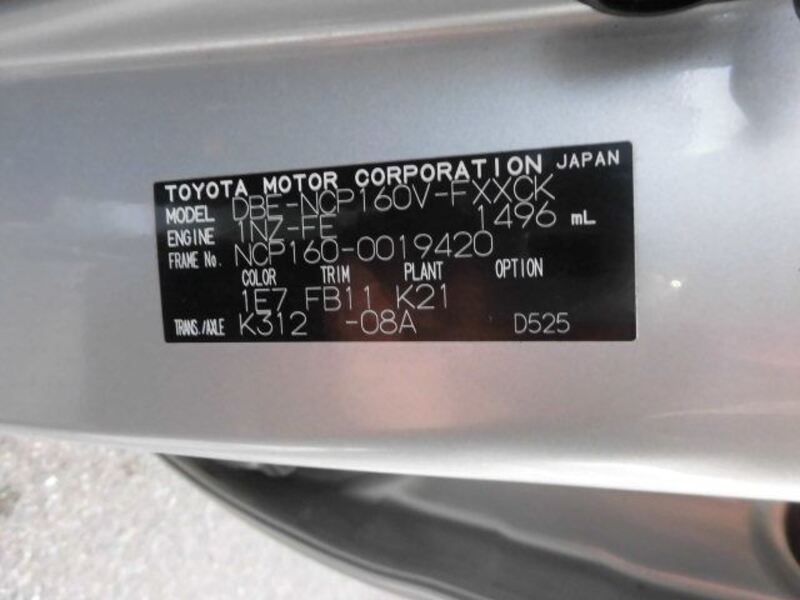 TOYOTA MOTOR CORPORATION JAPAN
MODEL DBE-NCP160V-FXXCK
ENGINE 1NZ-FE 1496 mL
FRAME No. NCP160-0019420
COLOR TRIM PLANT OPTION
1E7 FB11 K21
TRANS./AXLE K312 -08A D525